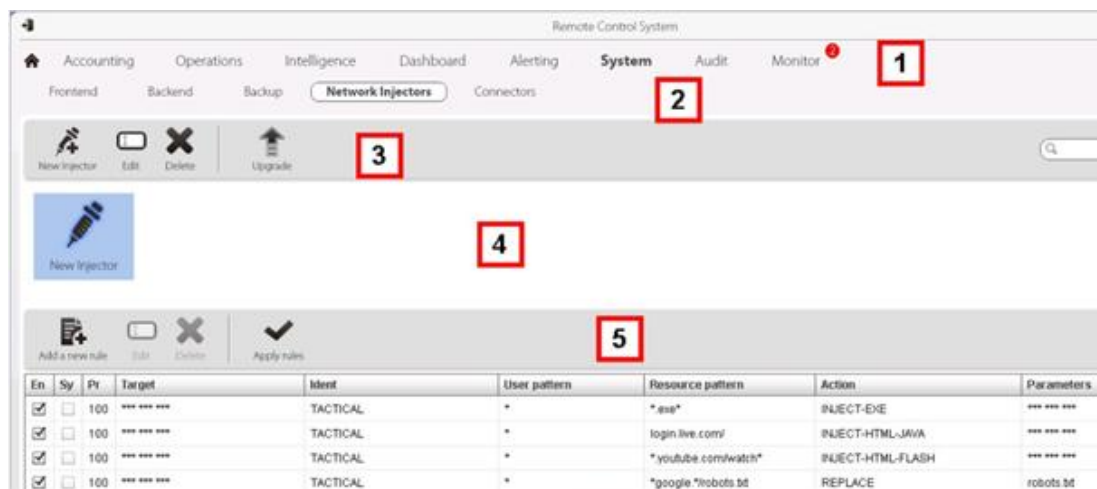 Remote Control System
Accounting Operations Intelligence Dashboard Alerting System Audit Monitor 2 1
Frontend Backend Backup Network Injectors Connectors 2
New Injector Edit Delete Upgrade 3
4
New Injector
5
Add a new rule Edit Delete Apply rules
En Sy Pr Target Ident User pattern Resource pattern Action Parameters
100 *** *** *** TACTICAL * *.exe* INJECT-EXE *** *** ***
100 *** *** *** TACTICAL * login.live.com/ INJECT-HTML-JAVA *** *** ***
100 *** *** *** TACTICAL * *.youtube.com/watch* INJECT-HTML-FLASH *** *** ***
100 *** *** *** TACTICAL * *google.*/robots.txt REPLACE robots.txt